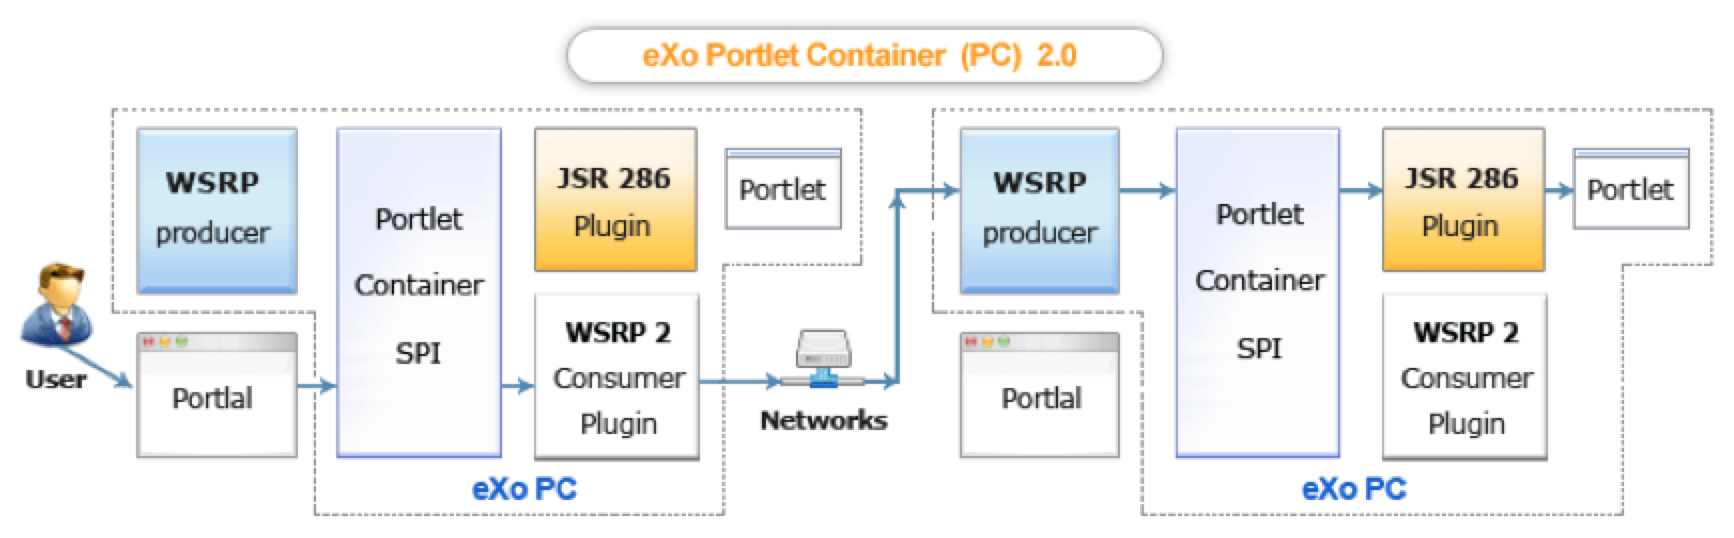 eXo Portlet Container (PC) 2.0
WSRP
producer
Portlet
Container
SPI
JSR 286
Plugin
Portlet
User
Portlal
WSRP 2
Consumer
Plugin
eXo PC
Networks
WSRP
producer
Portlet
Container
SPI
JSR 286
Plugin
Portlet
Portlal
WSRP 2
Consumer
Plugin
eXo PC